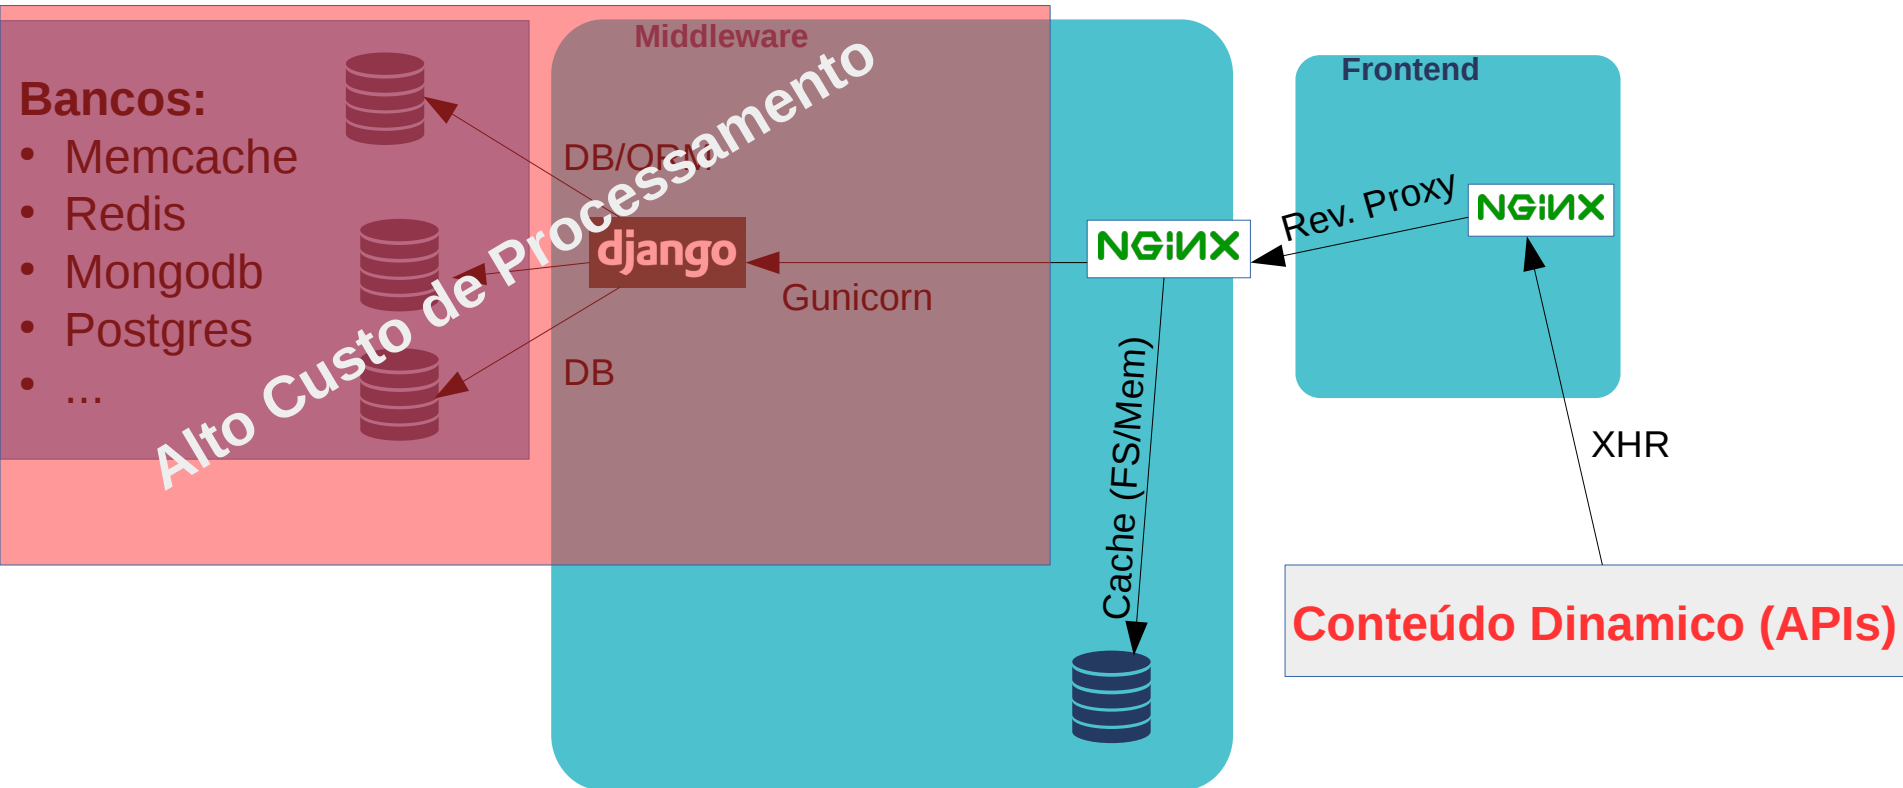 Middleware
Frontend
Bancos:
• Memcache
• Redis
• Mongodb
• Postgres
• ...
Alto Custo de Processamento
DB/ORM
django
Gunicorn
DB
NGiNX
Rev. Proxy
NGiNX
Cache (FS/Mem)
XHR
Conteúdo Dinamico (APIs)